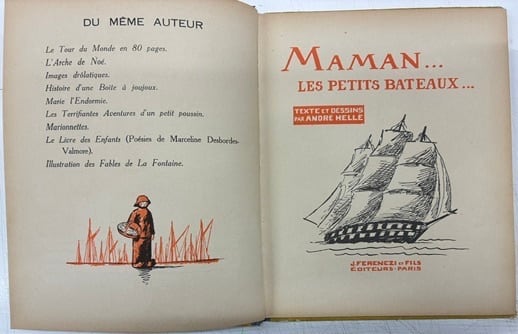 DU MÊME AUTEUR
Le Tour du Monde en 80 pages.
L'Arche de Noé.
Images drôlatiques.
Histoire d'une Boîte à joujoux.
Marie l'Endormie.
Les Terrifiantes Aventures d'un petit poussin.
Marionnettes.
Le Livre des Enfants (Poésies de Marceline Desbordes-
Valmore).
Illustration des Fables de La Fontaine.
MAMAN...
LES PETITS BATEAUX...
TEXTE ET DESSINS
PAR ANDRÉ HELLÉ
J. FERENCZI ET FILS
ÉDITEURS-PARIS